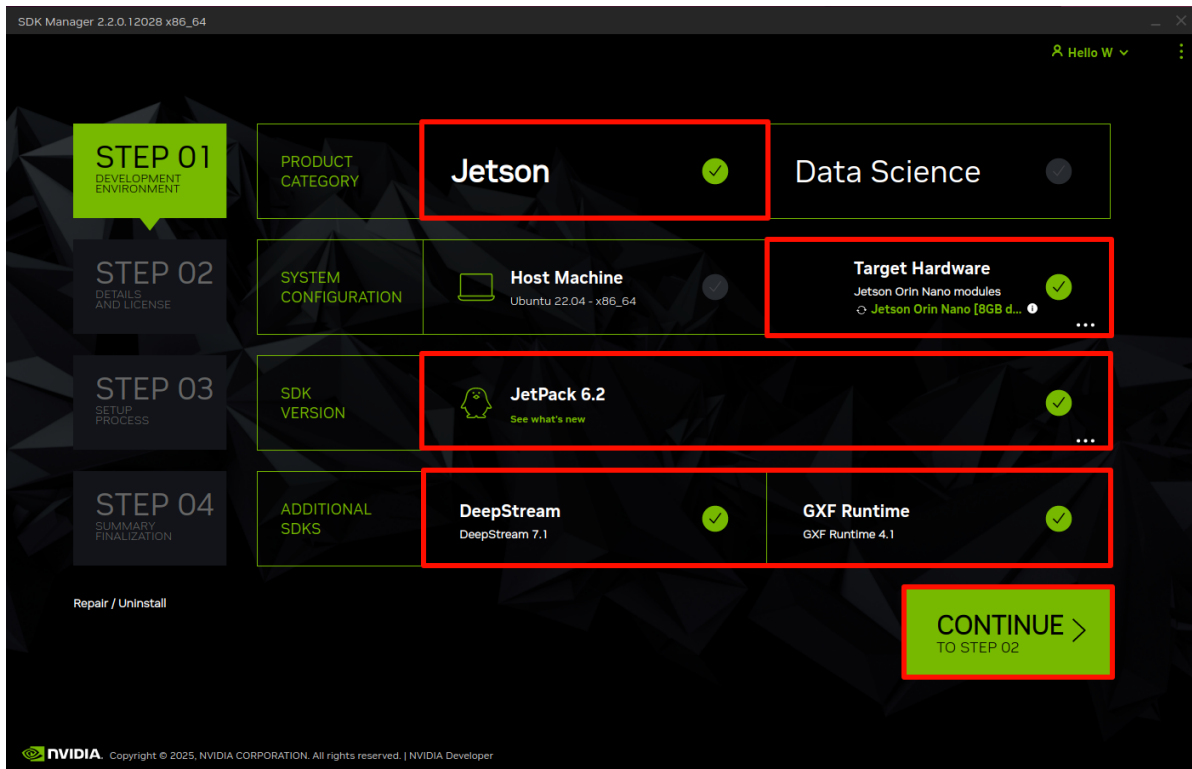 SDK Manager 2.2.0.12028 x86_64
Hello W
STEP 01
DEVELOPMENT
ENVIRONMENT
PRODUCT
CATEGORY
Jetson
Data Science
STEP 02
DETAILS
AND LICENSE
SYSTEM
CONFIGURATION
Host Machine
Ubuntu 22.04 - x86_64
Target Hardware
Jetson Orin Nano modules
Jetson Orin Nano [8GB d...
STEP 03
SETUP
PROCESS
SDK
VERSION
JetPack 6.2
See what's new
STEP 04
SUMMARY
FINALIZATION
ADDITIONAL
SDKS
DeepStream
DeepStream 7.1
GXF Runtime
GXF Runtime 4.1
Repair / Uninstall
CONTINUE
TO STEP 02
NVIDIA. Copyright © 2025, NVIDIA CORPORATION. All rights reserved. | NVIDIA Developer